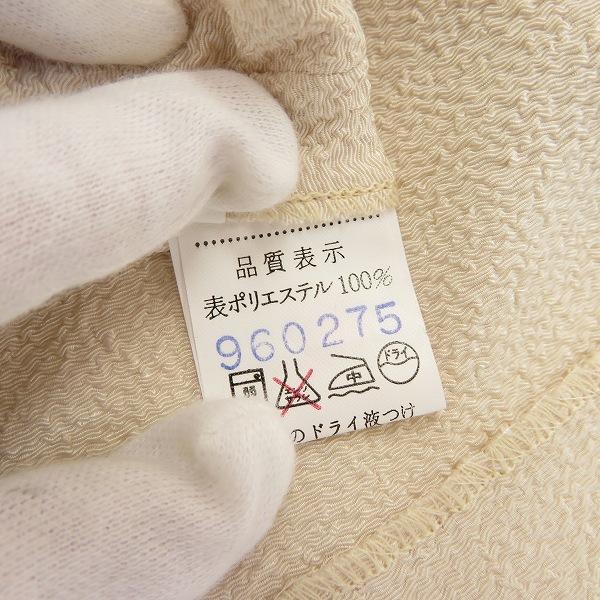 品質表示
表ポリエステル 100%
960275
弱 中 ドライ
のドライ液つけ